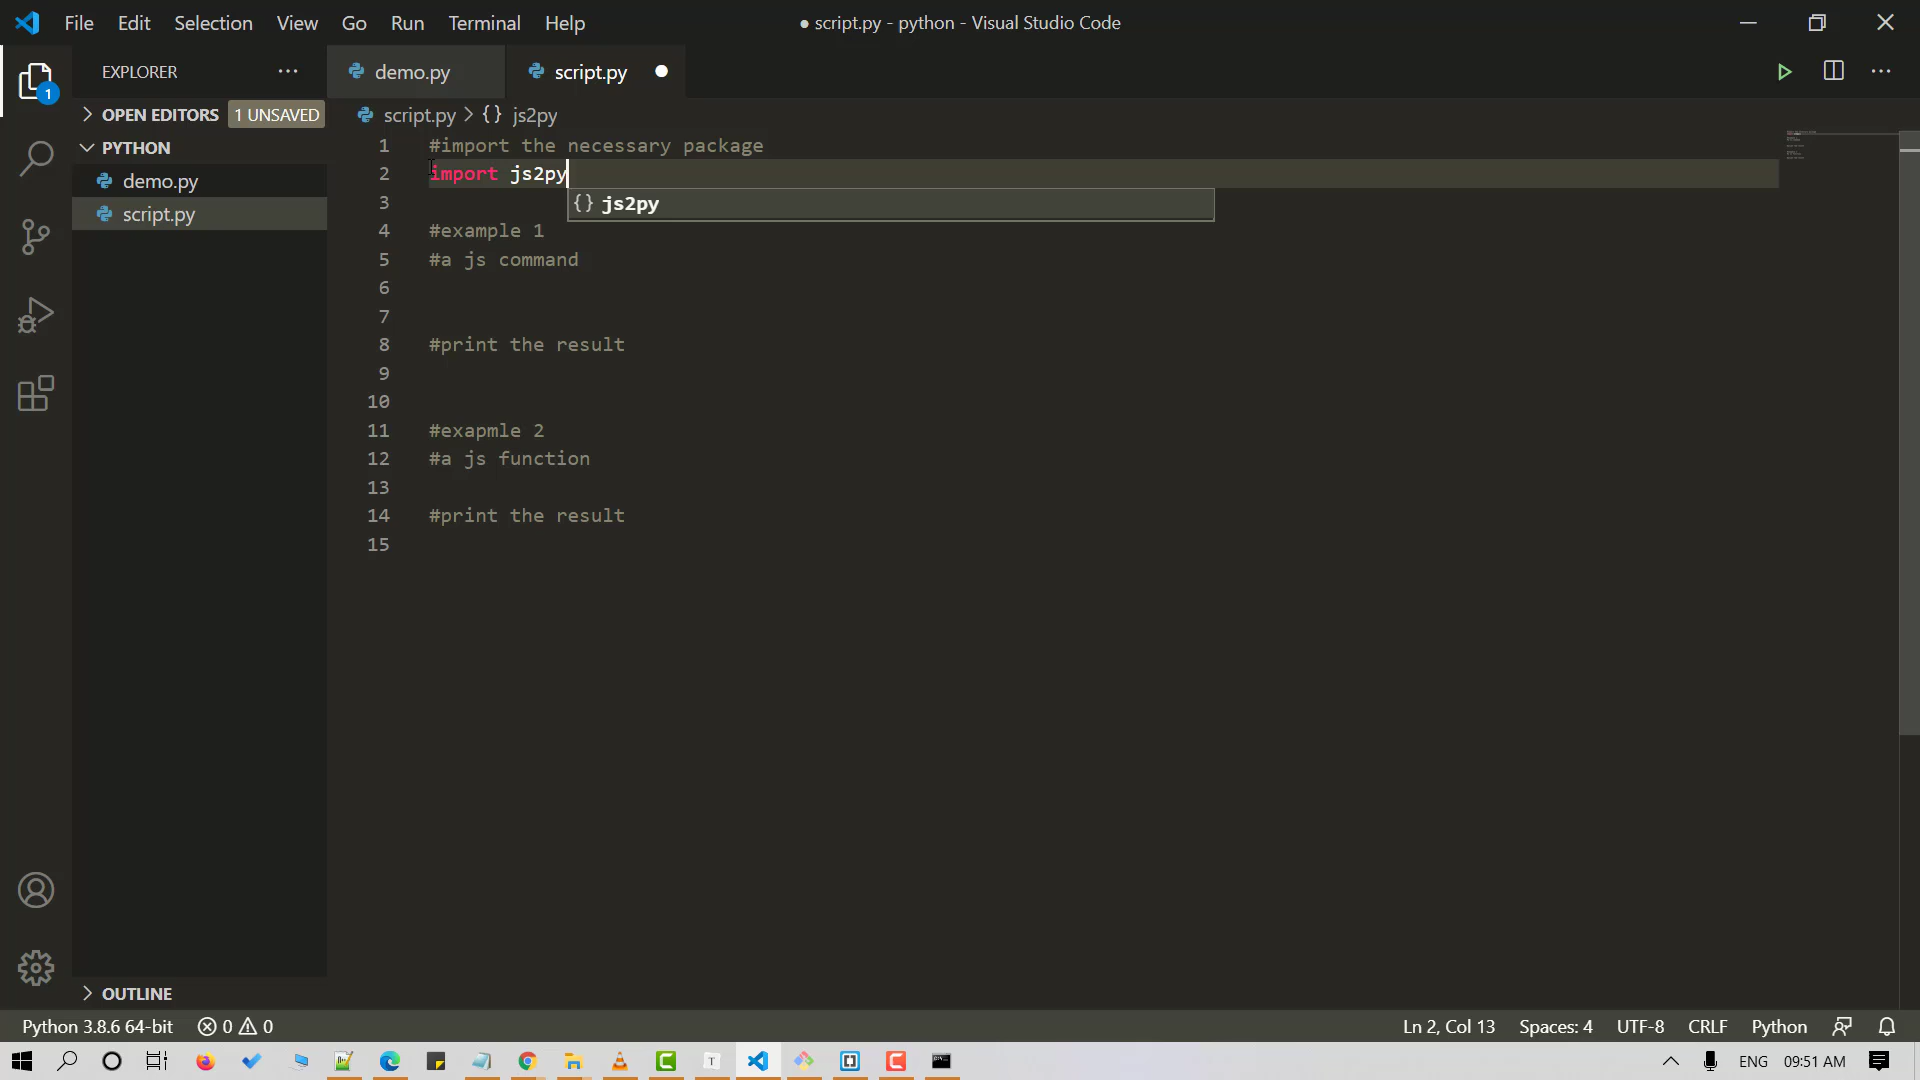 File Edit Selection View Go Run Terminal Help
● script.py - python - Visual Studio Code
EXPLORER
demo.py
script.py
OPEN EDITORS
1 UNSAVED
script.py > {} js2py
PYTHON
demo.py
script.py
1 #import the necessary package
2 import js2py
{} js2py
3
4 #example 1
5 #a js command
6
7
8 #print the result
9
10
11 #exapmle 2
12 #a js function
13
14 #print the result
15
1
OUTLINE
Python 3.8.6 64-bit 0 0
Ln 2, Col 13 Spaces: 4 UTF-8 CRLF Python
T
ENG 09:51 AM